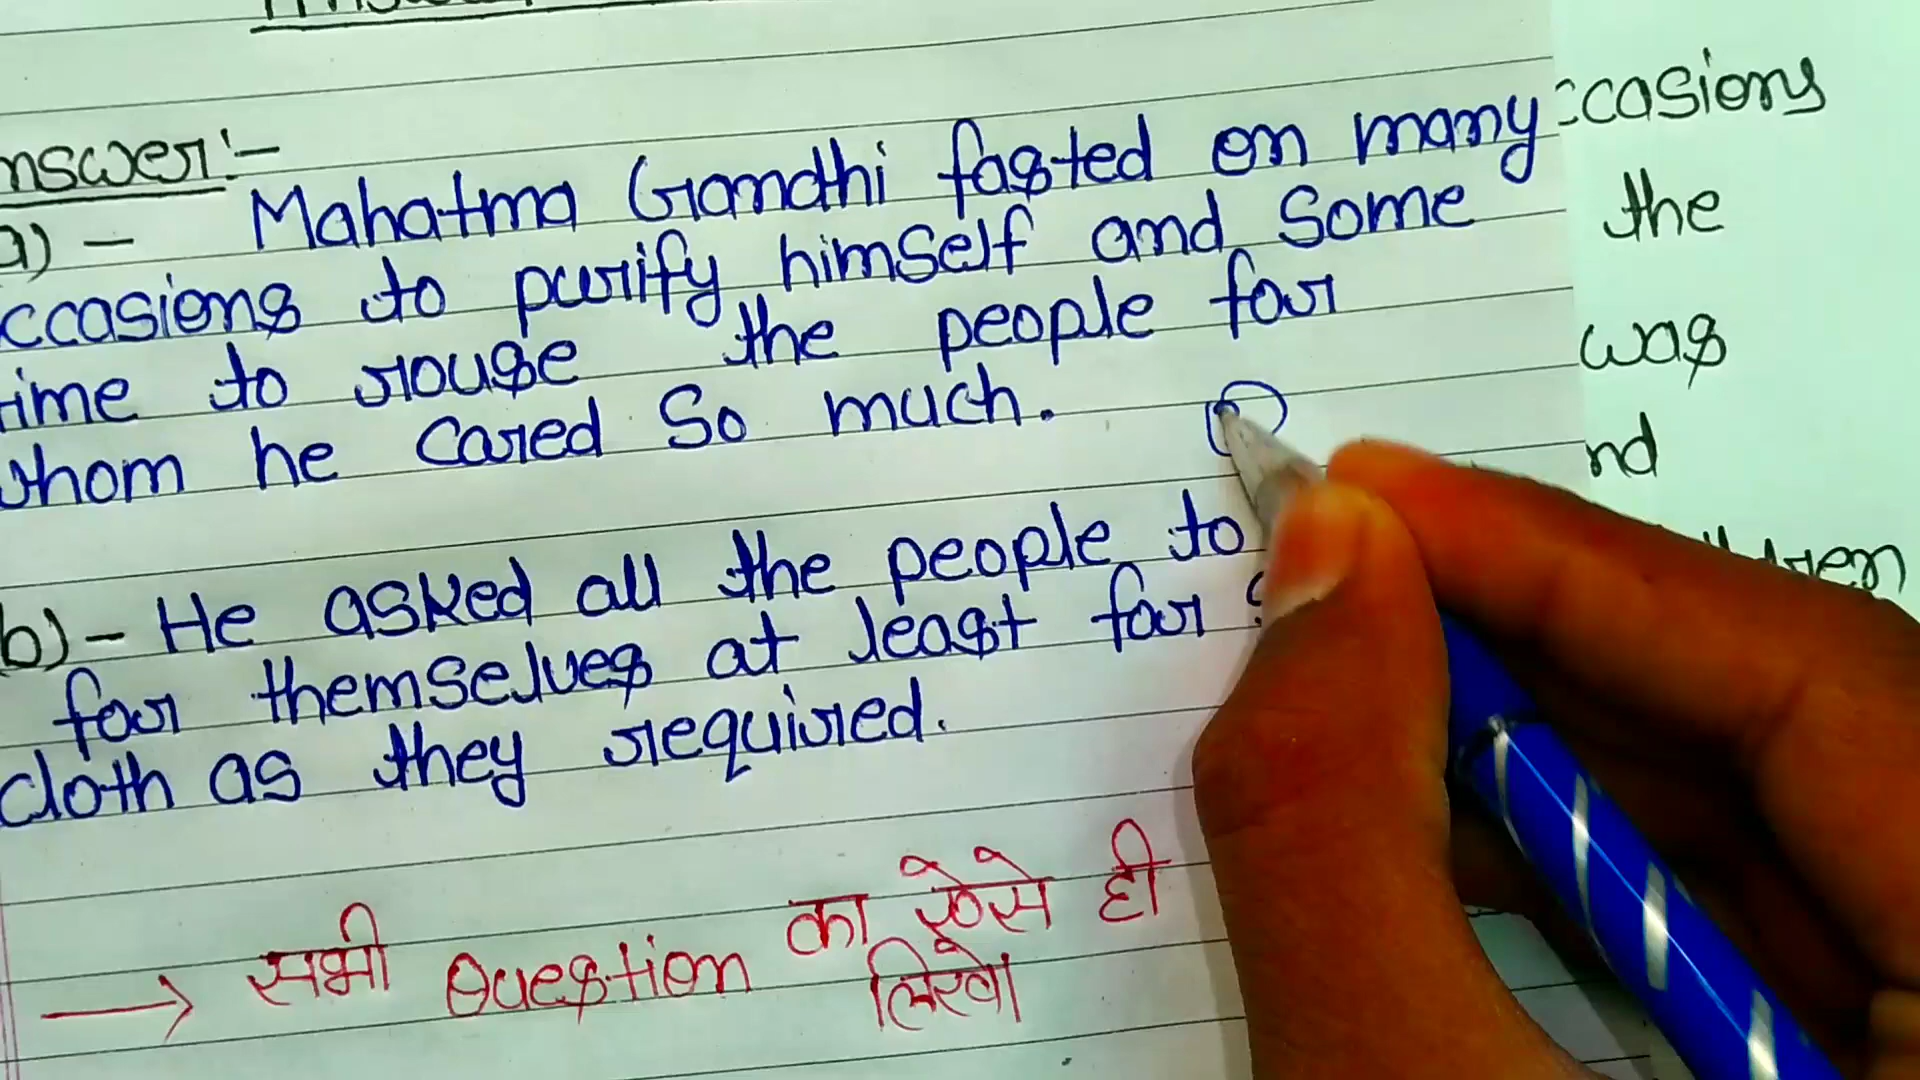 nswer:-
a) - Mahatma Gandhi fasted on many
ccasions to purify himself and Some
ime to rouse the people for
whom he cared So much.
b) - He asked all the people to
for themselves at least for
cloth as they required.
→ सभी Question का ऐसे ही
लिखो
ccasions
the
was
nd